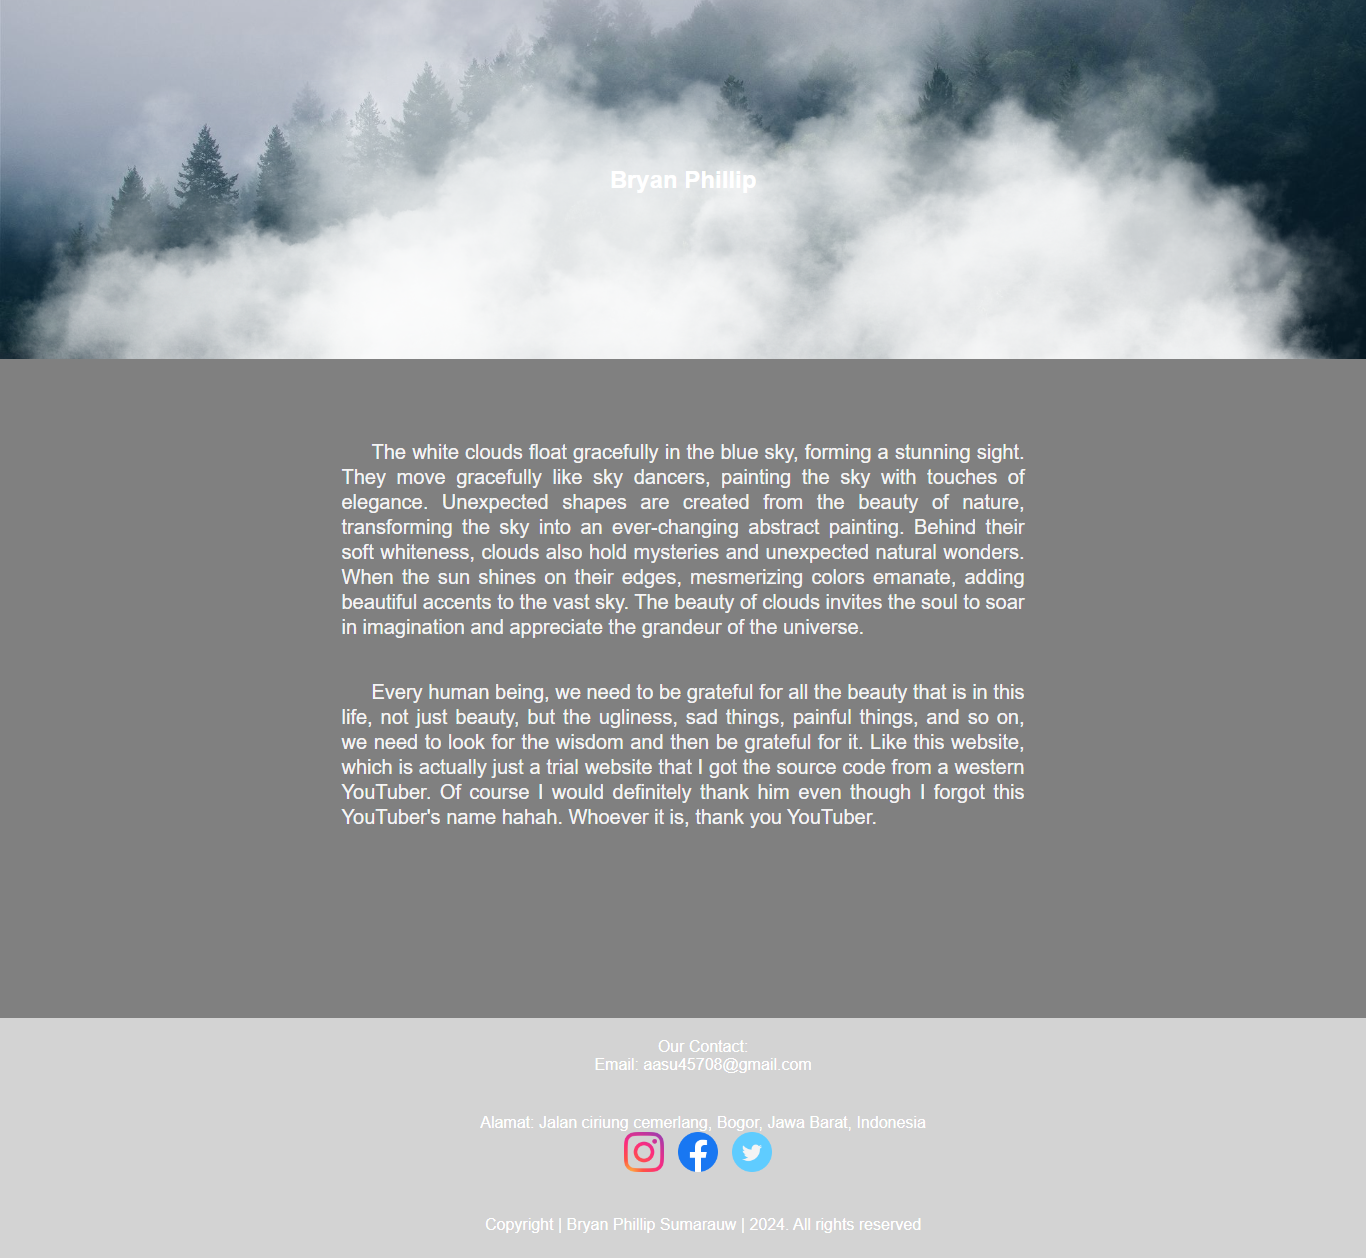 Bryan Phillip
The white clouds float gracefully in the blue sky, forming a stunning sight.
They move gracefully like sky dancers, painting the sky with touches of
elegance. Unexpected shapes are created from the beauty of nature,
transforming the sky into an ever-changing abstract painting. Behind their
soft whiteness, clouds also hold mysteries and unexpected natural wonders.
When the sun shines on their edges, mesmerizing colors emanate, adding
beautiful accents to the vast sky. The beauty of clouds invites the soul to soar
in imagination and appreciate the grandeur of the universe.
Every human being, we need to be grateful for all the beauty that is in this
life, not just beauty, but the ugliness, sad things, painful things, and so on,
we need to look for the wisdom and then be grateful for it. Like this website,
which is actually just a trial website that I got the source code from a western
YouTuber. Of course I would definitely thank him even though I forgot this
YouTuber's name hahah. Whoever it is, thank you YouTuber.
Our Contact:
Email: aasu45708@gmail.com
Alamat: Jalan ciriung cemerlang, Bogor, Jawa Barat, Indonesia
Copyright | Bryan Phillip Sumarauw | 2024. All rights reserved